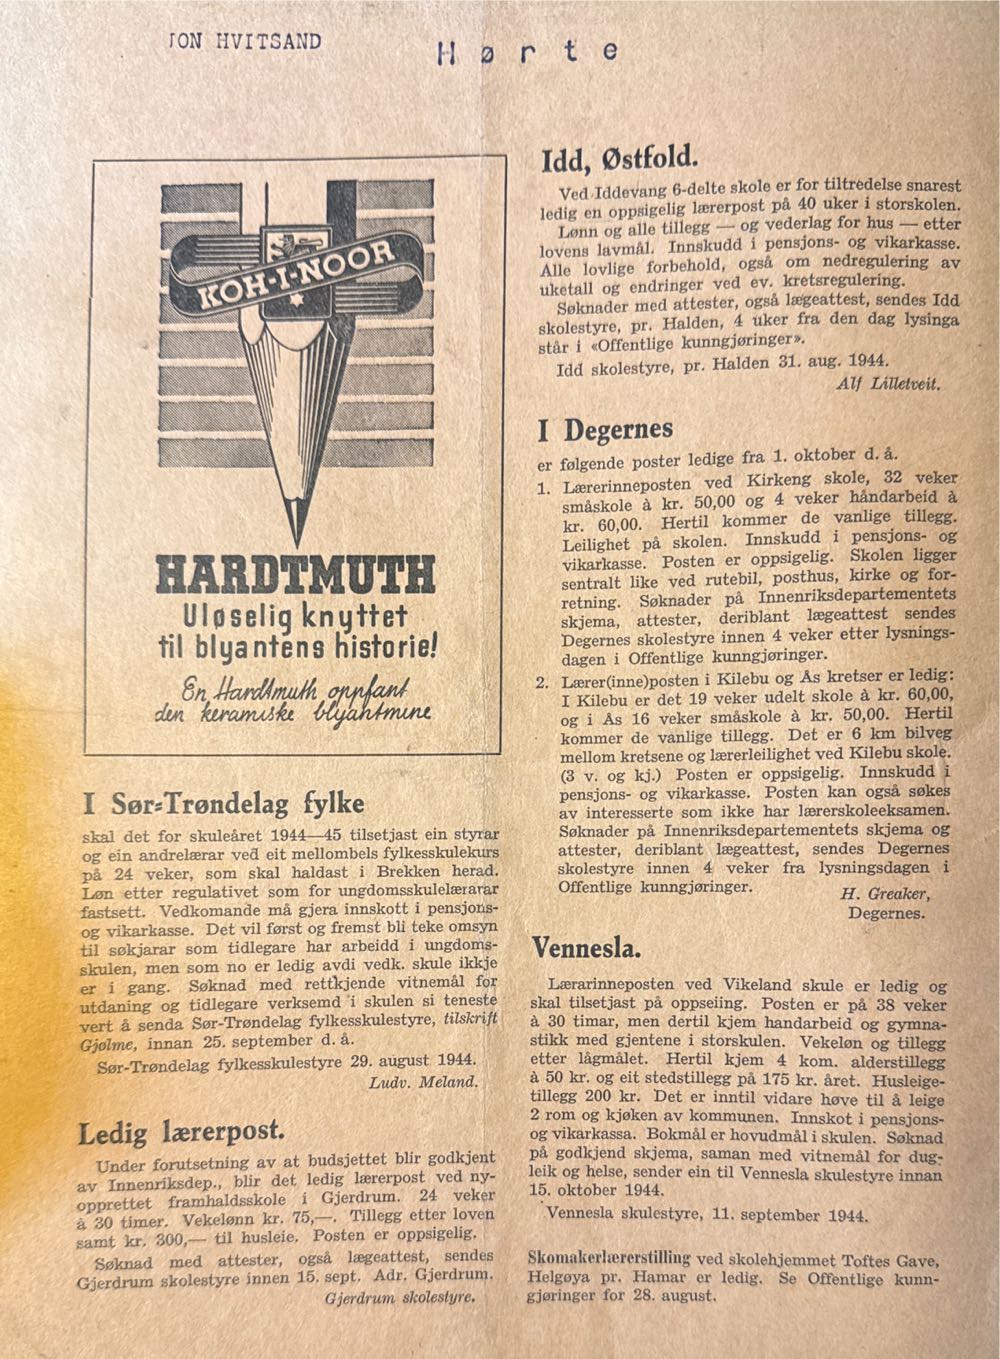 JON HVITSAND
Hørte
KOH-I-NOOR
HARDTMUTH
Uløselig knyttet
til blyantens historie!
En Hardtmuth oppfant
den keramiske blyantmine
I Sør-Trøndelag fylke
skal det for skuleåret 1944—45 tilsetjast ein styrar
og ein andrelærar ved eit mellombels fylkesskulekurs
på 24 veker, som skal haldast i Brekken herad.
Løn etter regulativet som for ungdomsskulelærarar
fastsett. Vedkomande må gjera innskott i pensjons-
og vikarkasse. Det vil først og fremst bli teke omsyn
til søkjarar som tidlegare har arbeidd i ungdoms-
skulen, men som no er ledig avdi vedk. skule ikkje
er i gang. Søknad med rettkjende vitnemål for
utdaning og tidlegare verksemd i skulen si teneste
vert å senda Sør-Trøndelag fylkesskulestyre, tilskrift
Gjølme, innan 25. september d. å.
Sør-Trøndelag fylkesskulestyre 29. august 1944.
Ludv. Meland.
Ledig lærerpost.
Under forutsetning av at budsjettet blir godkjent
av Innenriksdep., blir det ledig lærerpost ved ny-
opprettet framhaldsskole i Gjerdrum. 24 veker
à 30 timer. Vekelønn kr. 75,—. Tillegg etter loven
samt kr. 300,— til husleie. Posten er oppsigelig.
Søknad med attester, også lægeattest, sendes
Gjerdrum skolestyre innen 15. sept. Adr. Gjerdrum.
Gjerdrum skolestyre.
Idd, Østfold.
Ved Iddevang 6-delte skole er for tiltredelse snarest
ledig en oppsigelig lærerpost på 40 uker i storskolen.
Lønn og alle tillegg — og vederlag for hus — etter
lovens lavmål. Innskudd i pensjons- og vikarkasse.
Alle lovlige forbehold, også om nedregulering av
uketall og endringer ved ev. kretsregulering.
Søknader med attester, også lægeattest, sendes Idd
skolestyre, pr. Halden, 4 uker fra den dag lysinga
står i «Offentlige kunngjøringer».
Idd skolestyre, pr. Halden 31. aug. 1944.
Alf Lilletveit.
I Degernes
er følgende poster ledige fra 1. oktober d. å.
1. Lærerinneposten ved Kirkeng skole, 32 veker
småskole à kr. 50,00 og 4 veker håndarbeid à
kr. 60,00. Hertil kommer de vanlige tillegg.
Leilighet på skolen. Innskudd i pensjons- og
vikarkasse. Posten er oppsigelig. Skolen ligger
sentralt like ved rutebil, posthus, kirke og for-
retning. Søknader på Innenriksdepartementets
skjema, attester, deriblant lægeattest sendes
Degernes skolestyre innen 4 veker etter lysnings-
dagen i Offentlige kunngjøringer.
2. Lærer(inne)posten i Kilebu og Ås kretser er ledig:
I Kilebu er det 19 veker udelt skole à kr. 60,00,
og i Ås 16 veker småskole à kr. 50,00. Hertil
kommer de vanlige tillegg. Det er 6 km bilveg
mellom kretsene og lærerleilighet ved Kilebu skole.
(3 v. og kj.) Posten er oppsigelig. Innskudd i
pensjons- og vikarkasse. Posten kan også søkes
av interesserte som ikke har lærerskoleeksamen.
Søknader på Innenriksdepartementets skjema og
attester, deriblant lægeattest, sendes Degernes
skolestyre innen 4 veker fra lysningsdagen i
Offentlige kunngjøringer.
H. Greaker,
Degernes.
Vennesla.
Lærarinneposten ved Vikeland skule er ledig og
skal tilsetjast på oppseiing. Posten er på 38 veker
à 30 timar, men dertil kjem handarbeid og gymna-
stikk med gjentene i storskulen. Vekeløn og tillegg
etter lågmålet. Hertil kjem 4 kom. alderstillegg
à 50 kr. og eit stedstillegg på 175 kr. året. Husleige-
tillegg 200 kr. Det er inntil vidare høve til å leige
2 rom og kjøken av kommunen. Innskot i pensjons-
og vikarkassa. Bokmål er hovudmål i skulen. Søknad
på godkjend skjema, saman med vitnemål for dug-
leik og helse, sender ein til Vennesla skulestyre innan
15. oktober 1944.
Vennesla skulestyre, 11. september 1944.
Skomakerlærerstilling ved skolehjemmet Toftes Gave,
Helgøya pr. Hamar er ledig. Se Offentlige kunn-
gjøringer for 28. august.